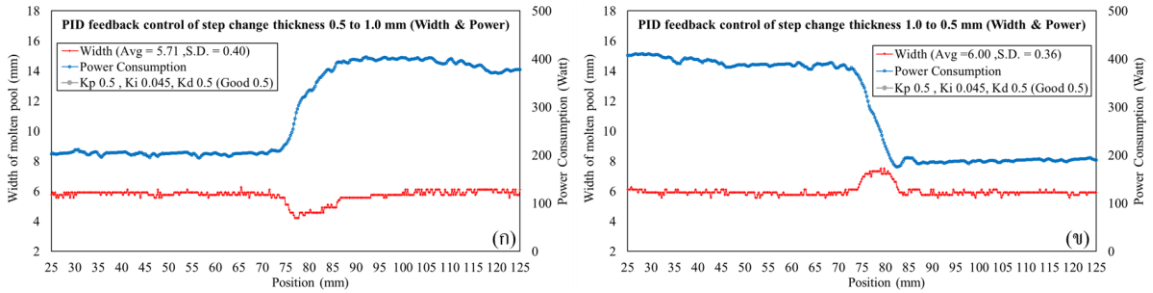 PID feedback control of step change thickness 0.5 to 1.0 mm (Width & Power)
Width (Avg = 5.71 ,S.D. = 0.40)
Power Consumption
Kp 0.5 , Ki 0.045, Kd 0.5 (Good 0.5)
Width of molten pool (mm)
18
16
14
12
10
8
6
4
2
500
400
300
200
100
0
Power Consumption (Watt)
(ก)
25 30 35 40 45 50 55 60 65 70 75 80 85 90 95 100 105 110 115 120 125
Position (mm)
PID feedback control of step change thickness 1.0 to 0.5 mm (Width & Power)
Width (Avg =6.00 ,S.D. = 0.36)
Power Consumption
Kp 0.5 , Ki 0.045, Kd 0.5 (Good 0.5)
Width of molten pool (mm)
18
16
14
12
10
8
6
4
2
500
400
300
200
100
0
Power Consumption (Watt)
(ข)
25 30 35 40 45 50 55 60 65 70 75 80 85 90 95 100 105 110 115 120 125
Position (mm)